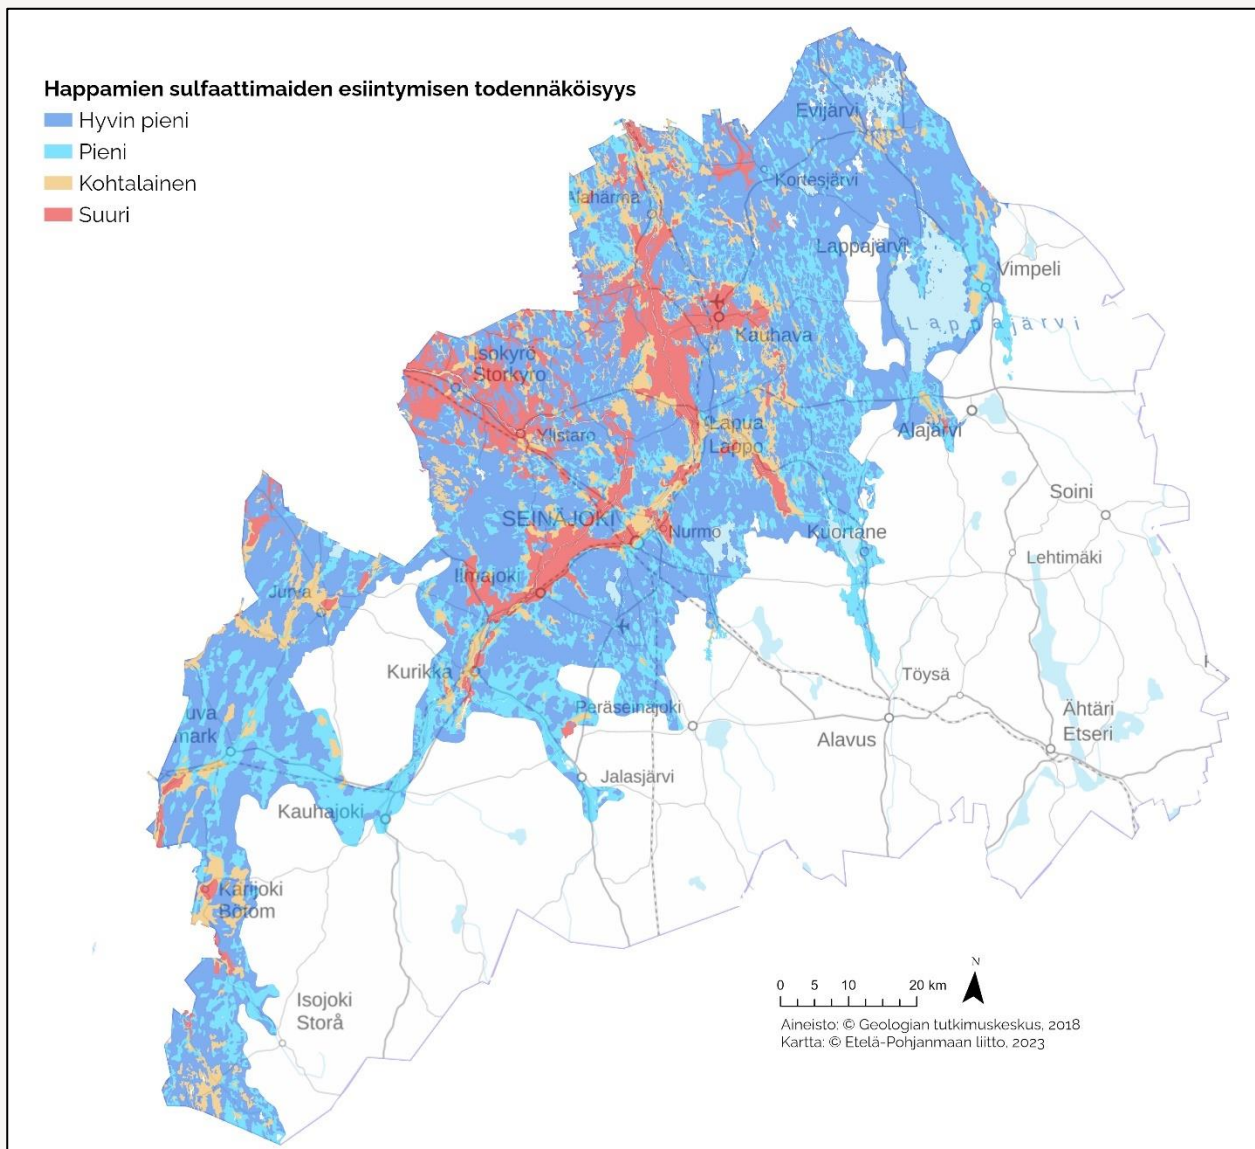 Happamien sulfaattimaiden esiintymisen todennäköisyys
Hyvin pieni
Pieni
Kohtalainen
Suuri
Evijärvi
Kortesjärvi
Alahärmä
Lappajärvi
Vimpeli
Lappajärvi
Kauhava
Isokyrö
Storkyro
Ylistaro
Lapua
Lappo
Alajärvi
Soini
SEINÄJOKI
Nurmo
Kuortane
Lehtimäki
Ilmajoki
Jurva
Kurikka
Töysä
Peräseinäjoki
Ähtäri
Etseri
uva
mark
Alavus
Jalasjärvi
Kauhajoki
Karijoki
Bötom
Isojoki
Storå
N
0 5 10 20 km
Aineisto: © Geologian tutkimuskeskus, 2018
Kartta: © Etelä-Pohjanmaan liitto, 2023